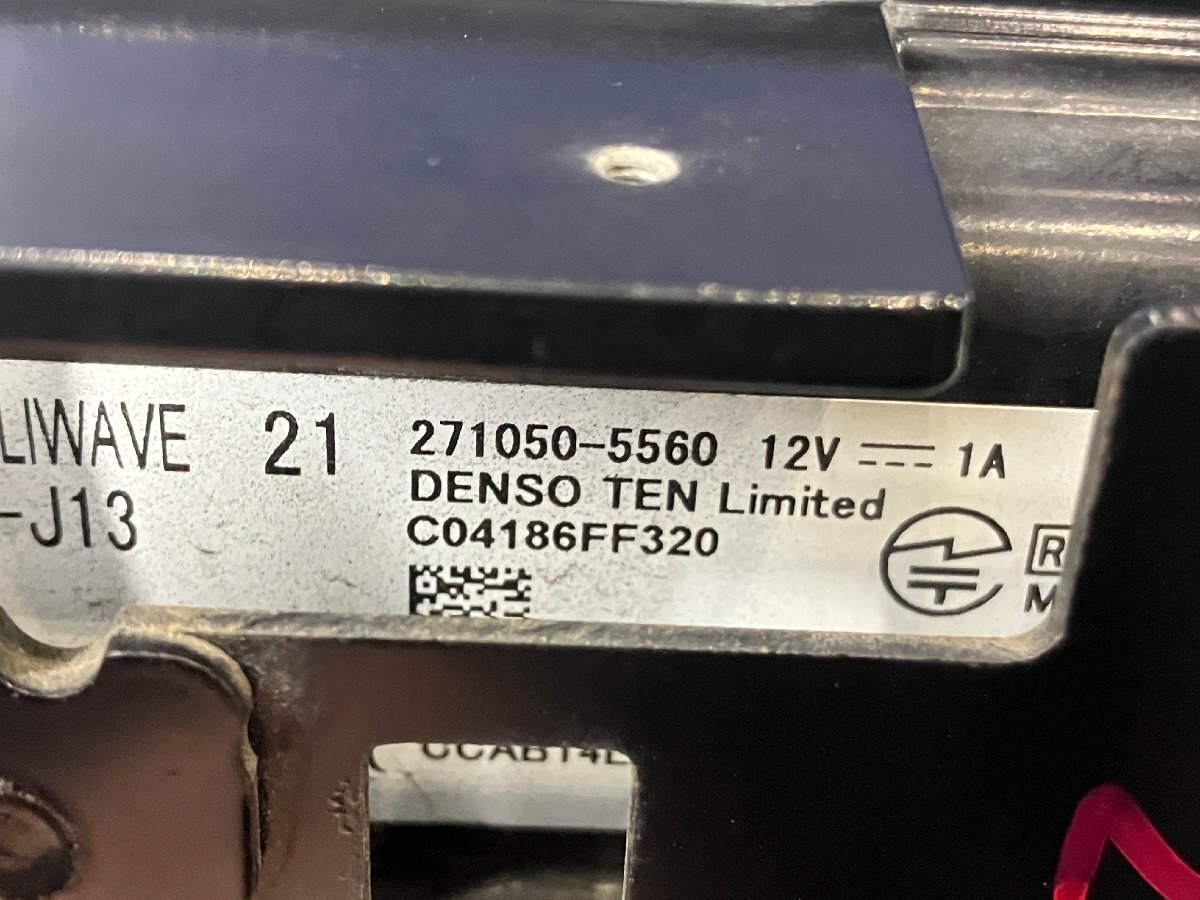 LIWAVE 21 271050-5560 12V 1A
-J13 DENSO TEN Limited
C04186FF320
R
M